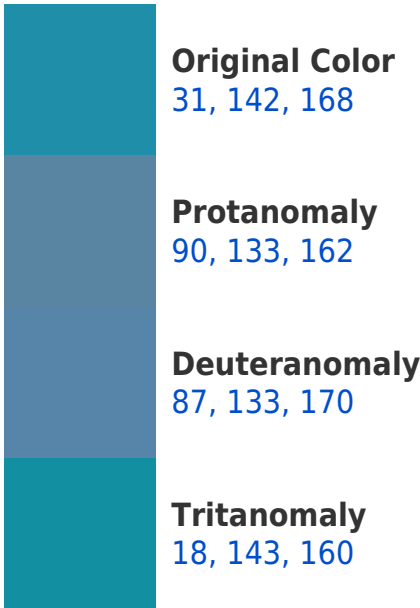 Original Color
31, 142, 168
Protanomaly
90, 133, 162
Deuteranomaly
87, 133, 170
Tritanomaly
18, 143, 160